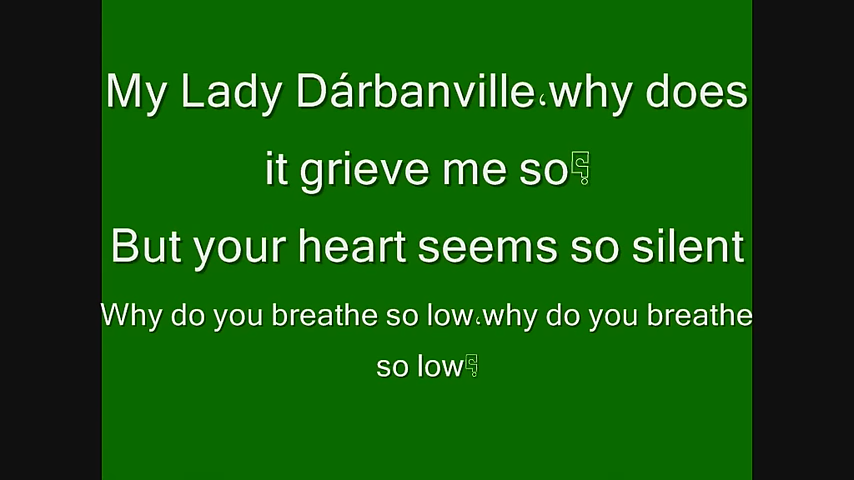 My Lady Dárbanville،why does
it grieve me so؟
But your heart seems so silent
Why do you breathe so low،why do you breathe
so low؟